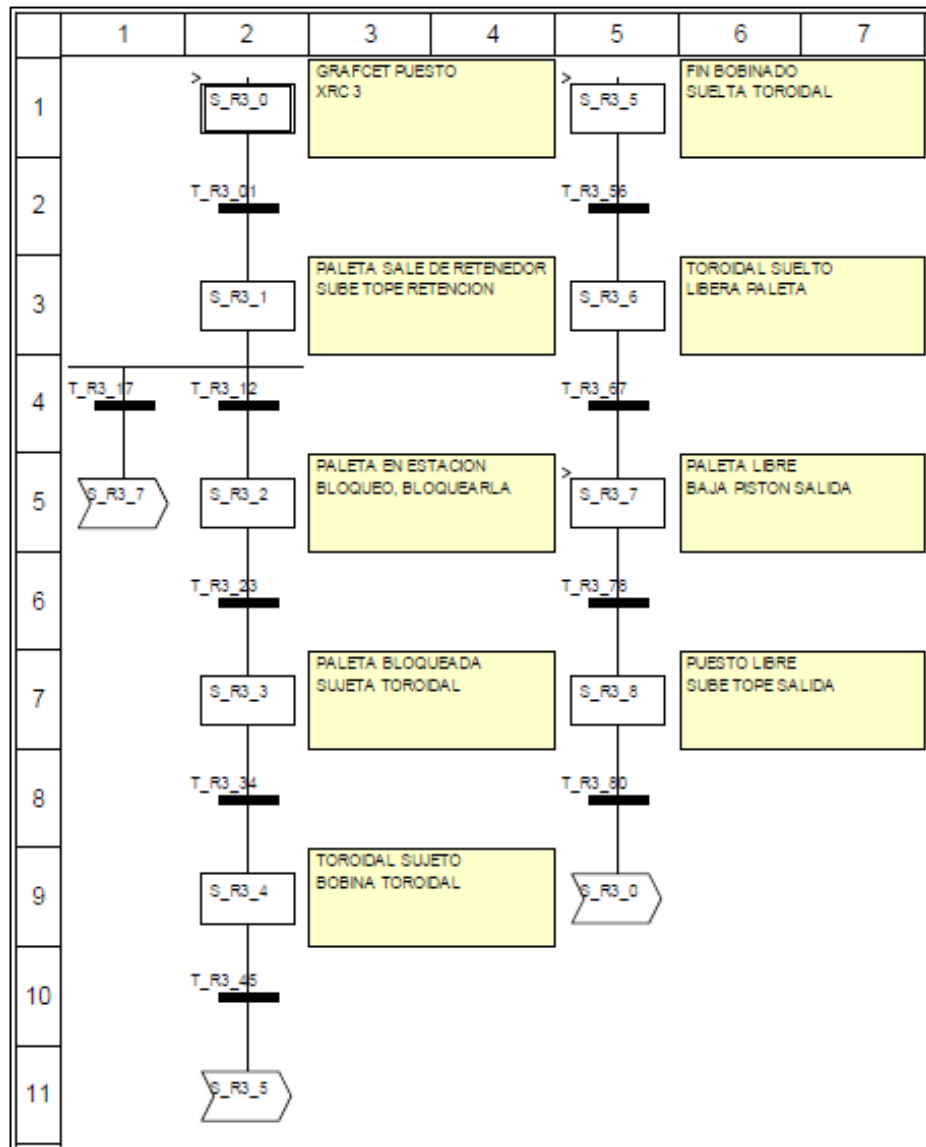 1 2 3 4 5 6 7
1
>
S_R3_0
GRAFCET PUESTO
XRC 3
>
S_R3_5
FIN BOBINADO
SUELTA TOROIDAL
2
T_R3_01
T_R3_56
3
S_R3_1
PALETA SALE DE RETENEDOR
SUBE TOPE RETENCION
S_R3_6
TOROIDAL SUELTO
LIBERA PALETA
4
T_R3_17
T_R3_12
T_R3_67
5
S_R3_7
S_R3_2
PALETA EN ESTACION
BLOQUEO, BLOQUEARLA
>
S_R3_7
PALETA LIBRE
BAJA PISTON SALIDA
6
T_R3_23
T_R3_78
7
S_R3_3
PALETA BLOQUEADA
SUJETA TOROIDAL
S_R3_8
PUESTO LIBRE
SUBE TOPE SALIDA
8
T_R3_34
T_R3_80
9
S_R3_4
TOROIDAL SUJETO
BOBINA TOROIDAL
S_R3_0
10
T_R3_45
11
S_R3_5